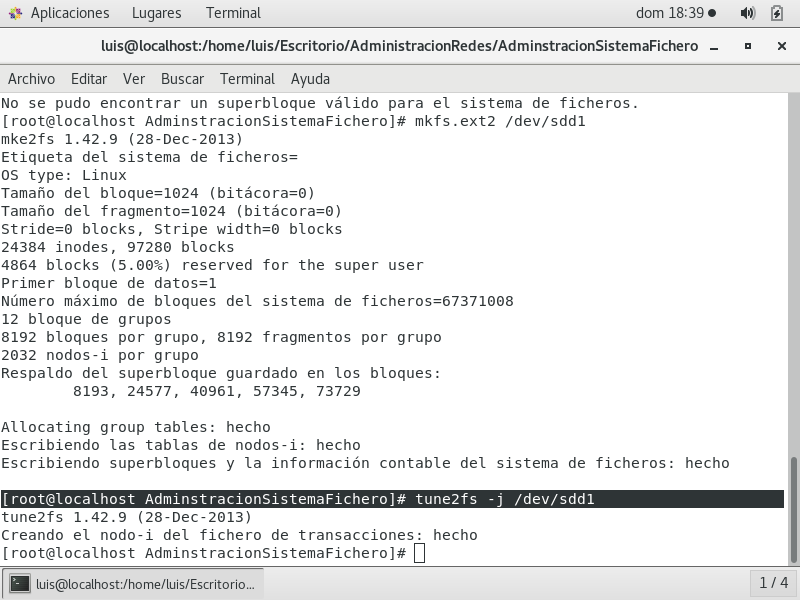 Aplicaciones Lugares Terminal dom 18:39
luis@localhost:/home/luis/Escritorio/AdministracionRedes/AdminstracionSistemaFichero
Archivo Editar Ver Buscar Terminal Ayuda
No se pudo encontrar un superbloque válido para el sistema de ficheros.
[root@localhost AdminstracionSistemaFichero]# mkfs.ext2 /dev/sdd1
mke2fs 1.42.9 (28-Dec-2013)
Etiqueta del sistema de ficheros=
OS type: Linux
Tamaño del bloque=1024 (bitácora=0)
Tamaño del fragmento=1024 (bitácora=0)
Stride=0 blocks, Stripe width=0 blocks
24384 inodes, 97280 blocks
4864 blocks (5.00%) reserved for the super user
Primer bloque de datos=1
Número máximo de bloques del sistema de ficheros=67371008
12 bloque de grupos
8192 bloques por grupo, 8192 fragmentos por grupo
2032 nodos-i por grupo
Respaldo del superbloque guardado en los bloques:
8193, 24577, 40961, 57345, 73729
Allocating group tables: hecho
Escribiendo las tablas de nodos-i: hecho
Escribiendo superbloques y la información contable del sistema de ficheros: hecho
[root@localhost AdminstracionSistemaFichero]# tune2fs -j /dev/sdd1
tune2fs 1.42.9 (28-Dec-2013)
Creando el nodo-i del fichero de transacciones: hecho
[root@localhost AdminstracionSistemaFichero]#
luis@localhost:/home/luis/Escritorio... 1 / 4